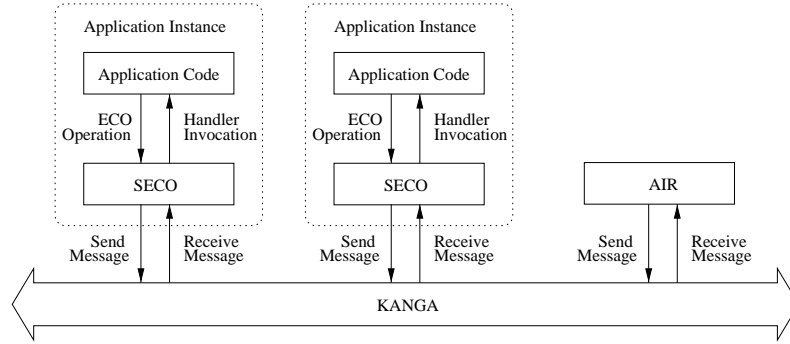 Application Instance
Application Code
ECO
Operation
Handler
Invocation
SECO
Send
Message
Receive
Message
Application Instance
Application Code
ECO
Operation
Handler
Invocation
SECO
Send
Message
Receive
Message
AIR
Send
Message
Receive
Message
KANGA